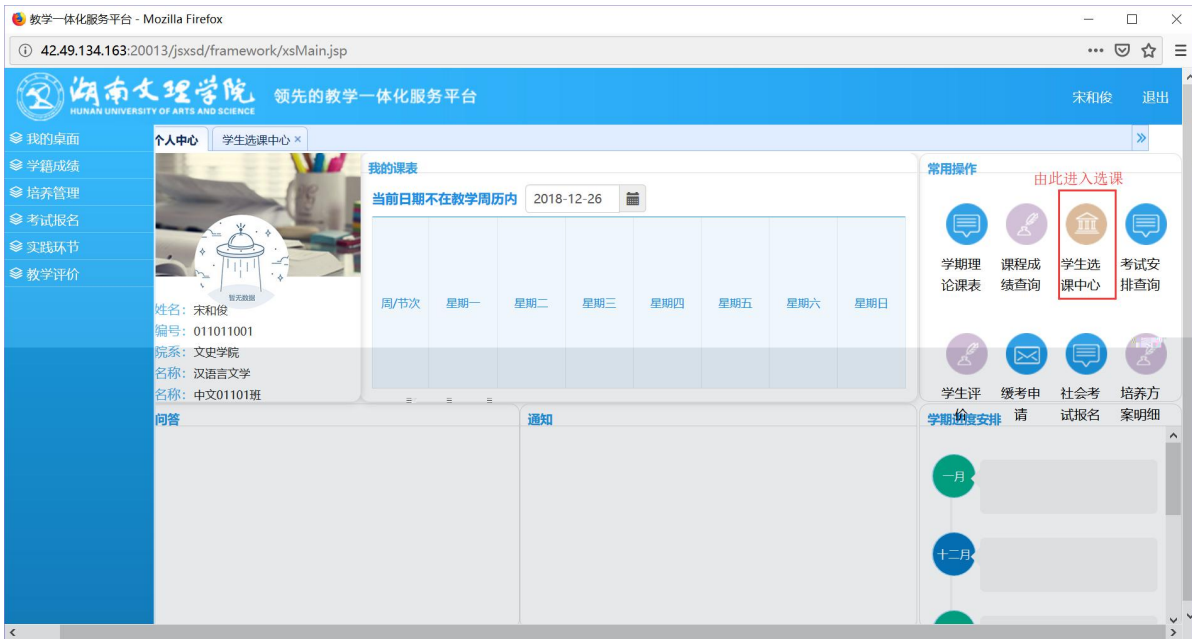 教学一体化服务平台 - Mozilla Firefox
42.49.134.163:20013/jsxsd/framework/xsMain.jsp
湖南文理学院
HUNAN UNIVERSITY OF ARTS AND SCIENCE
领先的教学一体化服务平台
宋和俊 退出
我的桌面
学籍成绩
培养管理
考试报名
实践环节
教学评价
个人中心 学生选课中心 ×
暂无数据
姓名：宋和俊
编号：011011001
院系：文史学院
名称：汉语言文学
名称：中文01101班
我的课表
当前日期不在教学周历内 2018-12-26
周/节次 星期一 星期二 星期三 星期四 星期五 星期六 星期日
一 二 三
常用操作
由此进入选课
学期理论课表
课程成绩查询
学生选课中心
考试安排查询
学生评价
缓考申请
社会考试报名
培养方案明细
问答
通知
学期进度安排
一月
十二月